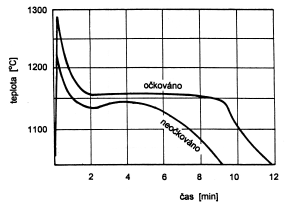 1300
1200
1100
teplota [°C]
očkováno
neočkováno
2 4 6 8 10 12
čas [min]